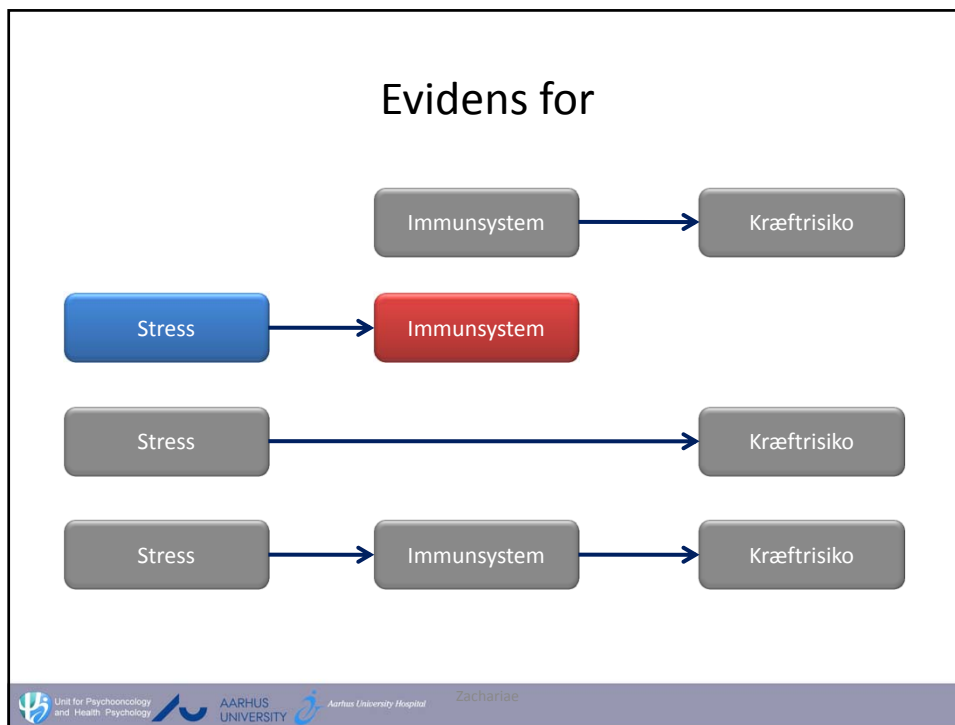 Evidens for
Immunsystem
Kræftrisiko
Stress
Immunsystem
Stress
Kræftrisiko
Stress
Immunsystem
Kræftrisiko
Unit for Psychooncology
and Health Psychology
AARHUS
UNIVERSITY
Aarhus University Hospital
Zachariae